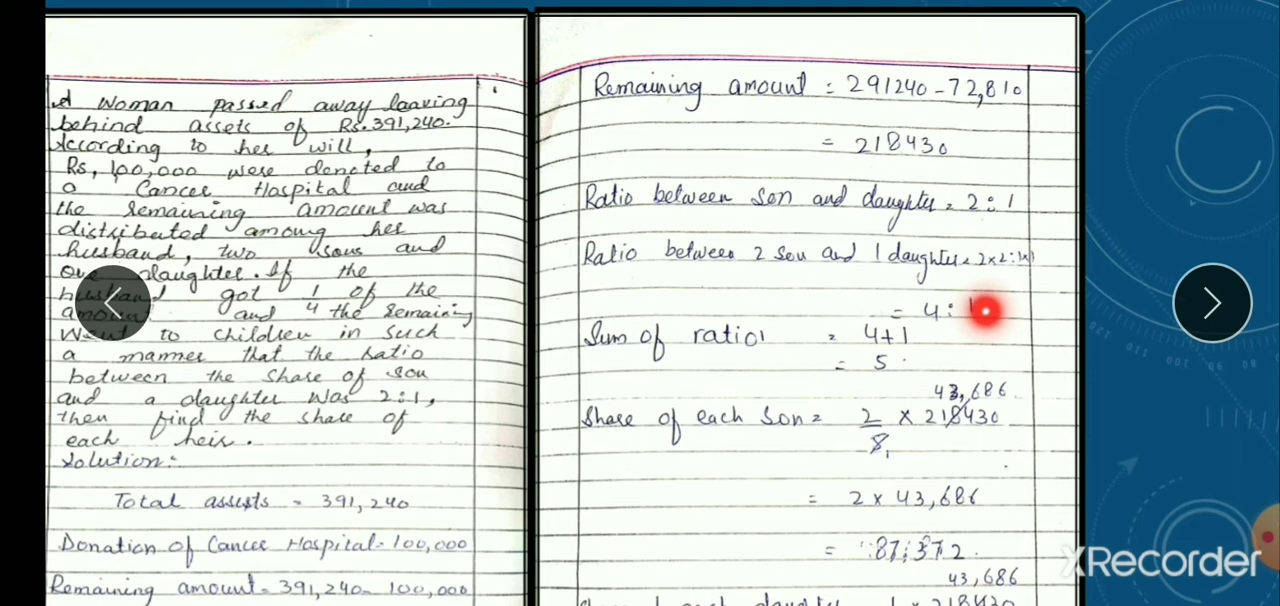 A woman passed away leaving
behind assets of Rs. 391,240.
According to her will,
Rs, 100,000 were denoted to
a Cancer Hospital and
the remaining amount was
distributed among her
husband, two sons and
one daughter. If the
husband got 1/4 of the
amount and the remaining
went to children in such
a manner that the ratio
between the share of son
and a daughter was 2:1,
then find the share of
each heir.
Solution:-
Total assests = 391,240
Donation of Cancer Hospital = 100,000
Remaining amount = 391,240 - 100,000
Remaining amount = 291240 - 72,810
= 218430
Ratio between son and daughter = 2:1
Ratio between 2 son and 1 daughter = 2x2:1x1
= 4:1
Sum of ratio = 4+1
= 5
43,686
Share of each son = 2/5 x 218430
1
= 2 x 43,686
= 87,372
43,686
XRecorder